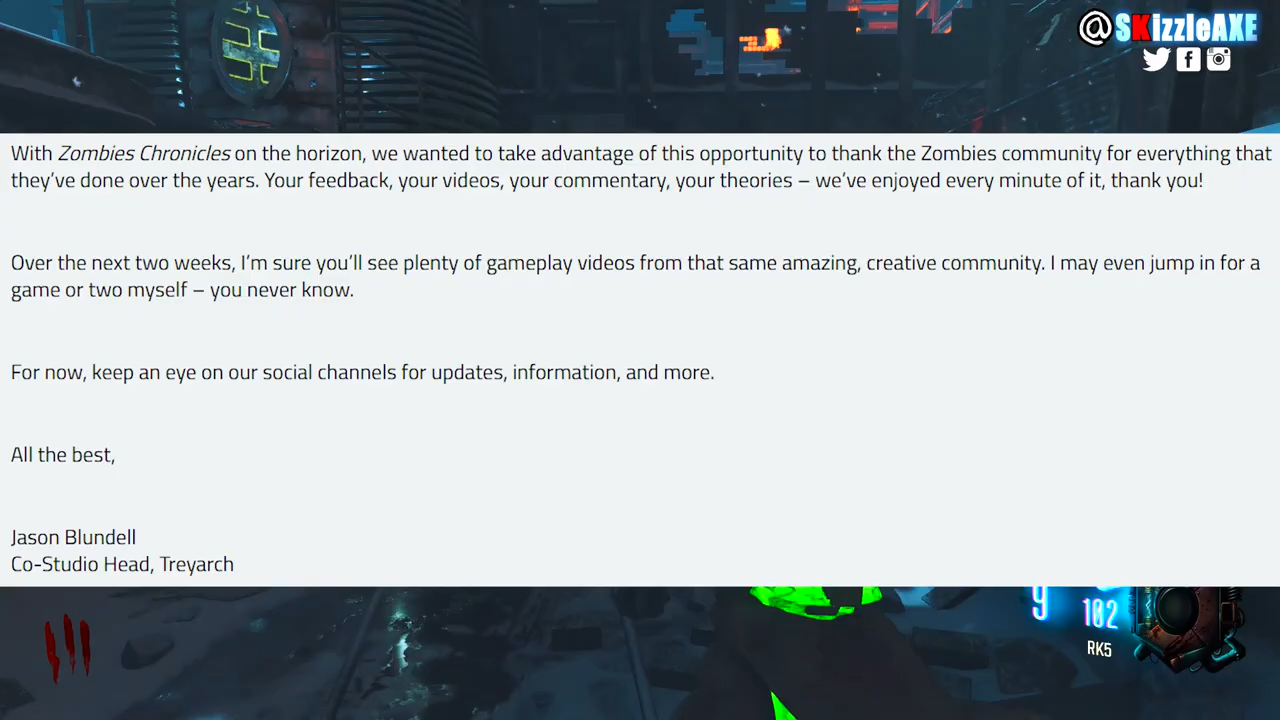 @SKizzleAXE
With Zombies Chronicles on the horizon, we wanted to take advantage of this opportunity to thank the Zombies community for everything that
they’ve done over the years. Your feedback, your videos, your commentary, your theories – we’ve enjoyed every minute of it, thank you!
Over the next two weeks, I’m sure you’ll see plenty of gameplay videos from that same amazing, creative community. I may even jump in for a
game or two myself – you never know.
For now, keep an eye on our social channels for updates, information, and more.
All the best,
Jason Blundell
Co-Studio Head, Treyarch
9 102
RK5